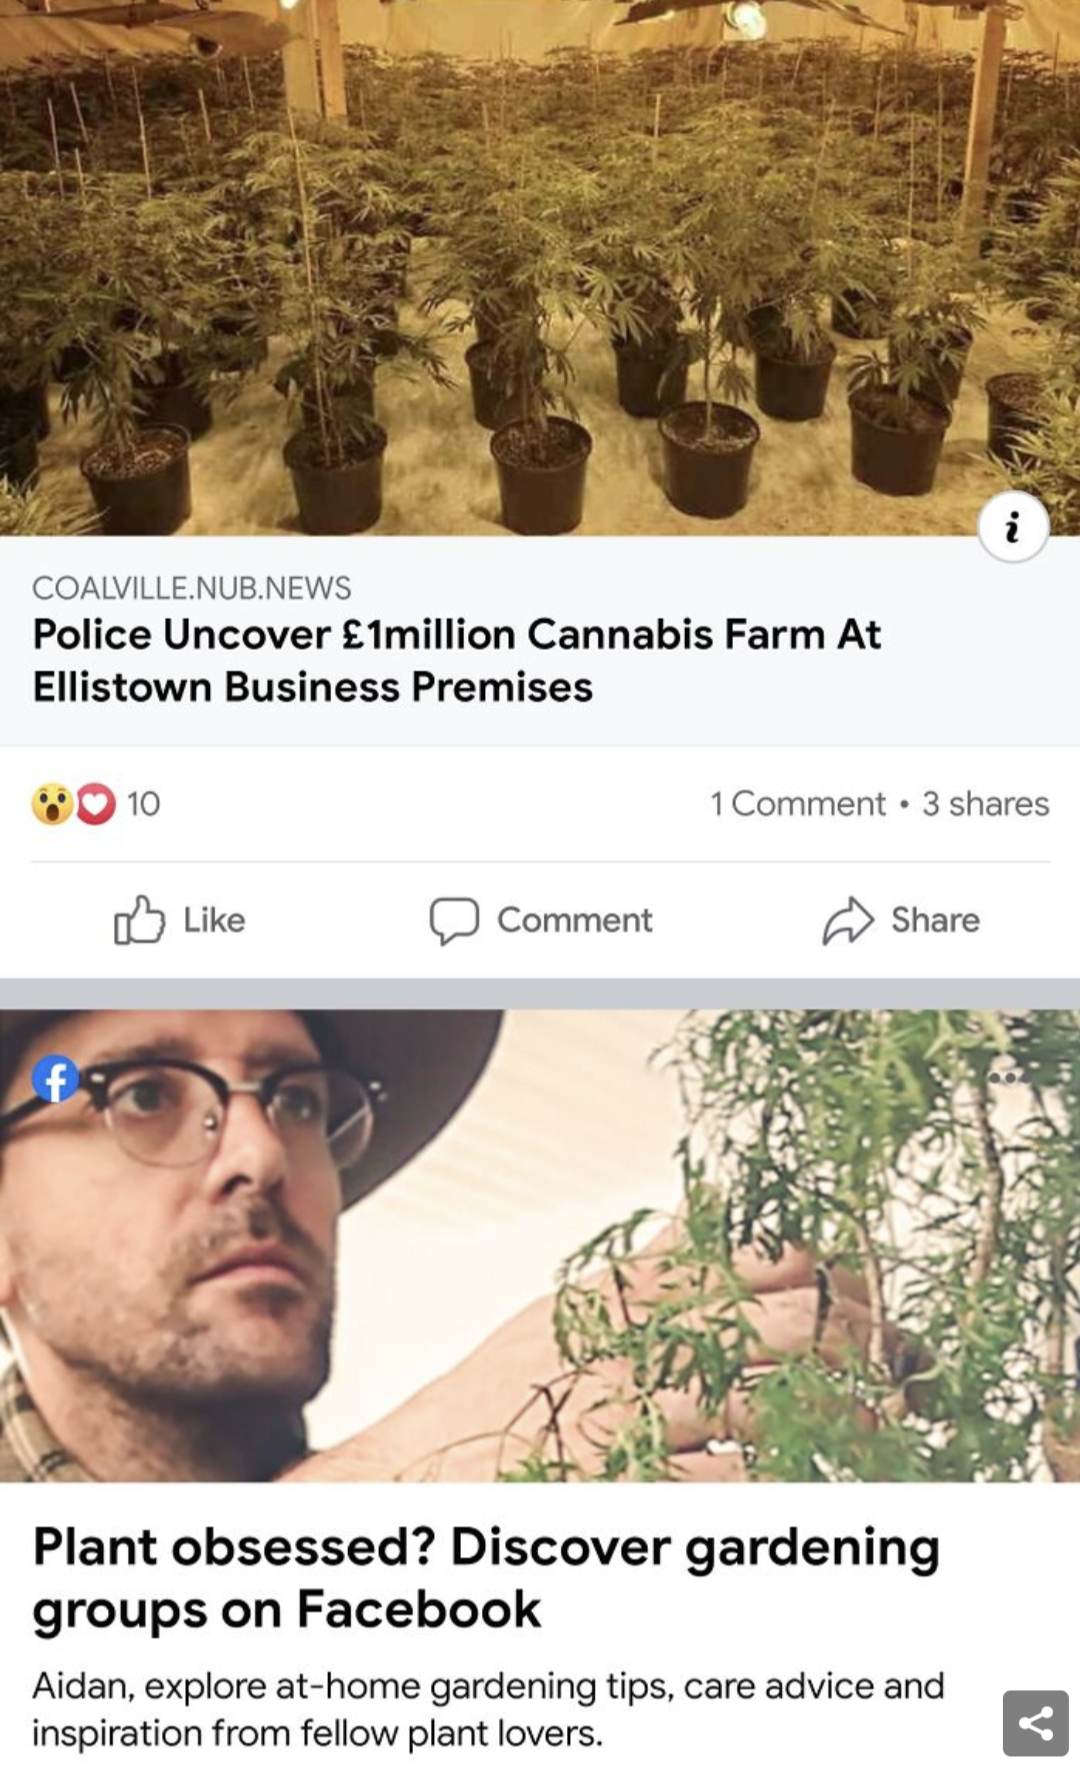 COALVILLE.NUB.NEWS
Police Uncover £1million Cannabis Farm At
Ellistown Business Premises
10
1 Comment • 3 shares
Like
Comment
Share
Plant obsessed? Discover gardening
groups on Facebook
Aidan, explore at-home gardening tips, care advice and
inspiration from fellow plant lovers.